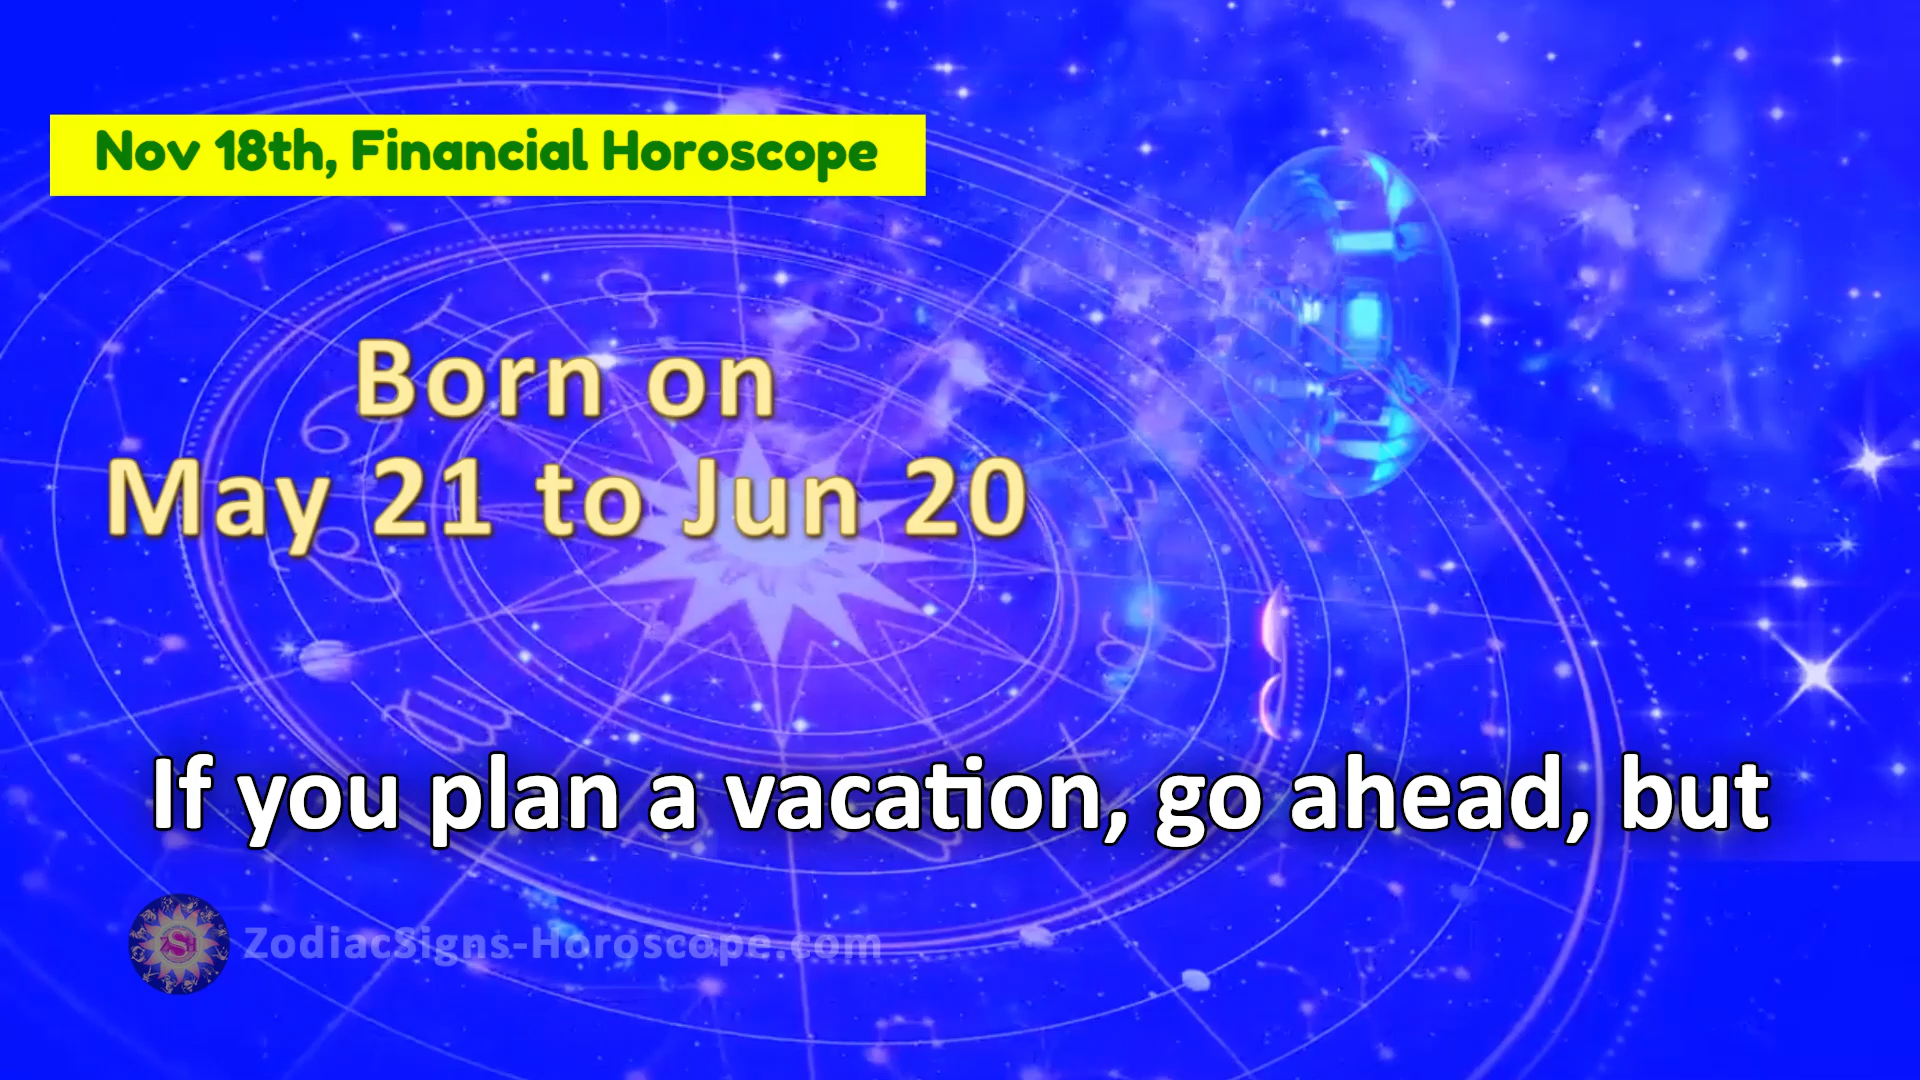 Nov 18th, Financial Horoscope
Born on
May 21 to Jun 20
If you plan a vacation, go ahead, but
ZSH
ZodiacSigns-Horoscope.com